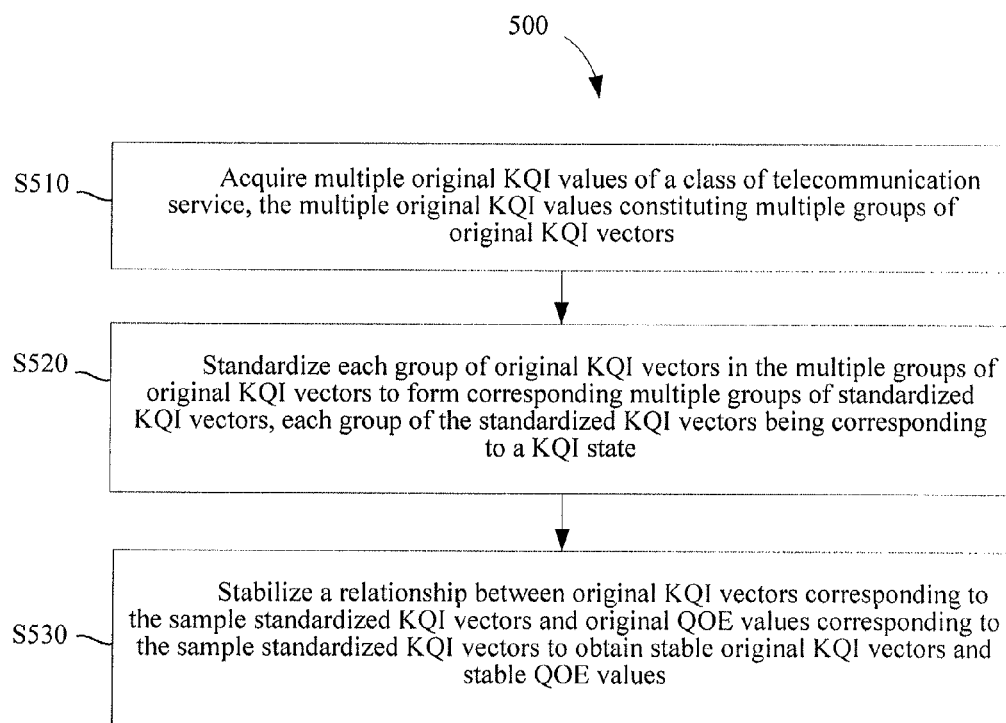 500
S510
Acquire multiple original KQI values of a class of telecommunication
service, the multiple original KQI values constituting multiple groups of
original KQI vectors
S520
Standardize each group of original KQI vectors in the multiple groups of
original KQI vectors to form corresponding multiple groups of standardized
KQI vectors, each group of the standardized KQI vectors being corresponding
to a KQI state
S530
Stabilize a relationship between original KQI vectors corresponding to
the sample standardized KQI vectors and original QOE values corresponding to
the sample standardized KQI vectors to obtain stable original KQI vectors and
stable QOE values